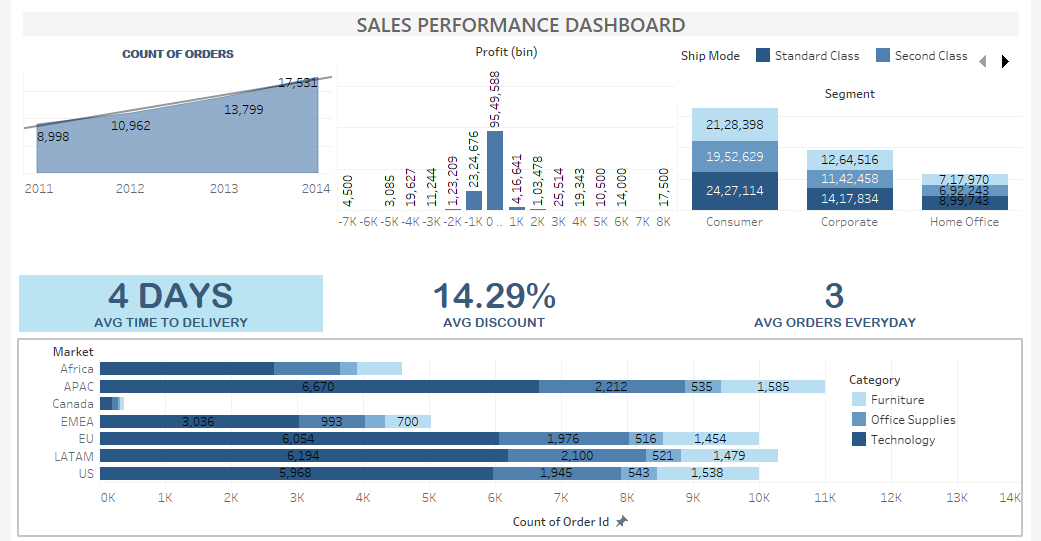 SALES PERFORMANCE DASHBOARD
COUNT OF ORDERS
8,998
10,962
13,799
17,531
2011 2012 2013 2014
Profit (bin)
4,500
3,085
19,627
11,244
1,23,209
23,24,676
95,49,588
4,16,641
1,03,478
25,514
19,343
10,500
14,000
17,500
-7K -6K -5K -4K -3K -2K -1K 0 .. 1K 2K 3K 4K 5K 6K 7K 8K
Ship Mode Standard Class Second Class
Segment
21,28,398
19,52,629
24,27,114
12,64,516
11,42,458
14,17,834
7,17,970
6,92,243
8,99,743
Consumer Corporate Home Office
4 DAYS
AVG TIME TO DELIVERY
14.29%
AVG DISCOUNT
3
AVG ORDERS EVERYDAY
Market
Africa
APAC 6,670 2,212 535 1,585
Canada
EMEA 3,036 993 700
EU 6,054 1,976 516 1,454
LATAM 6,194 2,100 521 1,479
US 5,968 1,945 543 1,538
0K 1K 2K 3K 4K 5K 6K 7K 8K 9K 10K 11K 12K 13K 14K
Count of Order Id
Category
Furniture
Office Supplies
Technology